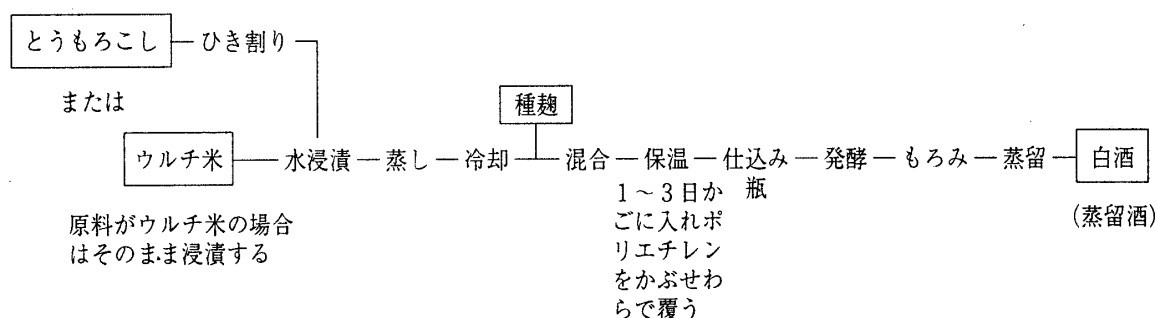 とうもろこし ひき割り
または
種麹
ウルチ米 水浸漬 蒸し 冷却 混合 保温 仕込み 発酵 もろみ 蒸留 白酒
瓶
1～3日か
ごに入れポ
リエチレン
をかぶせわ
らで覆う
原料がウルチ米の場合
はそのまま浸漬する
(蒸留酒)